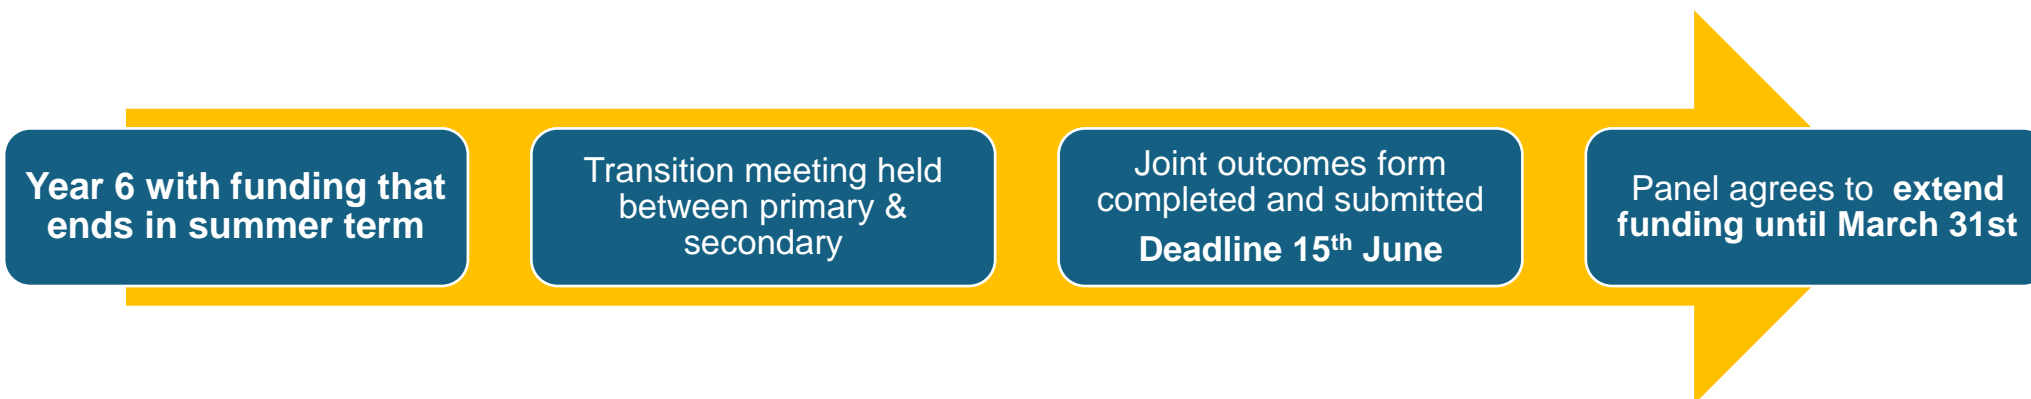 Year 6 with funding that
ends in summer term
Transition meeting held
between primary &
secondary
Joint outcomes form
completed and submitted
Deadline 15th June
Panel agrees to extend
funding until March 31st